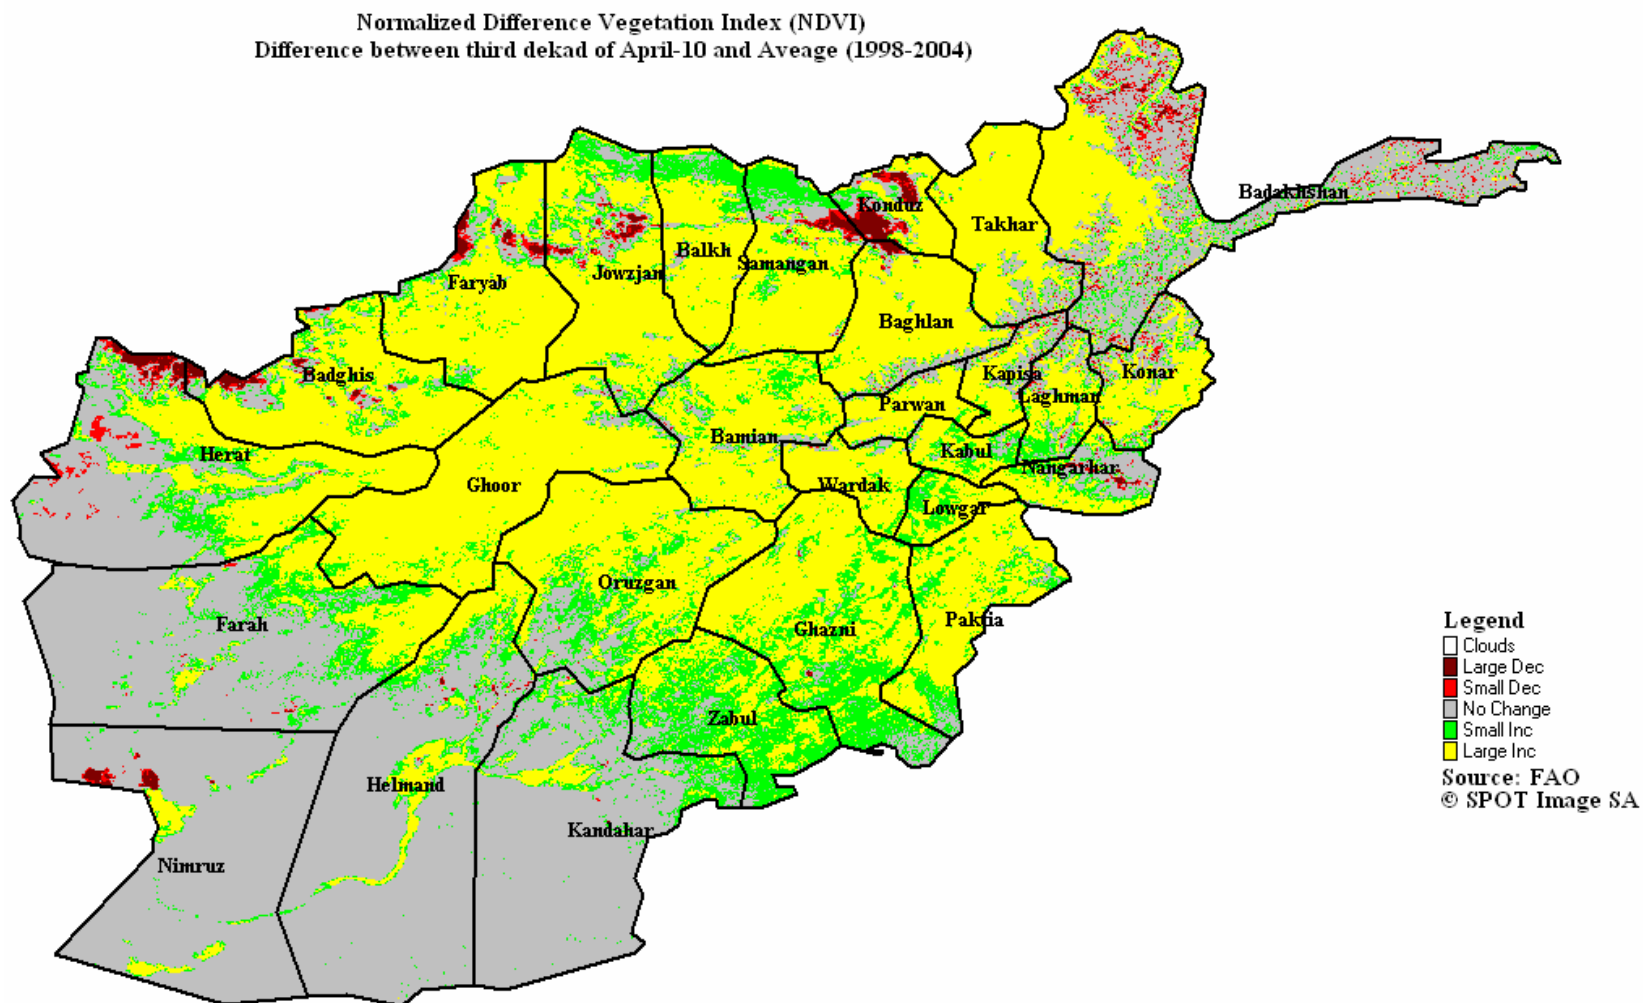 Normalized Difference Vegetation Index (NDVI)
Difference between third dekad of April-10 and Aveage (1998-2004)
Badakhshan
Konduz
Takhar
Balkh
Samangan
Jowzjan
Faryab
Baghlan
Badghis
Kapisa
Konar
Laghman
Parwan
Bamian
Kabul
Herat
Nangarhar
Ghoor
Wardak
Lowgar
Oruzgan
Farah
Ghazni
Paktia
Zabul
Helmand
Kandahar
Nimruz
Legend
Clouds
Large Dec
Small Dec
No Change
Small Inc
Large Inc
Source: FAO
© SPOT Image SA